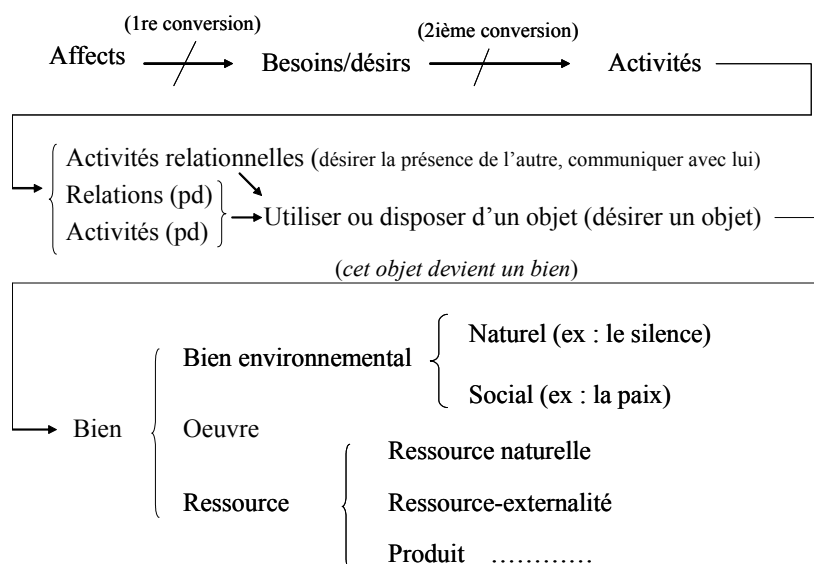 (1re conversion) (2ième conversion)
Affects Besoins/désirs Activités
Activités relationnelles (désirer la présence de l'autre, communiquer avec lui)
Relations (pd)
Utiliser ou disposer d'un objet (désirer un objet)
Activités (pd)
(cet objet devient un bien)
Naturel (ex : le silence)
Bien environnemental
Social (ex : la paix)
Bien Oeuvre
Ressource naturelle
Ressource Ressource-externalité
Produit …………